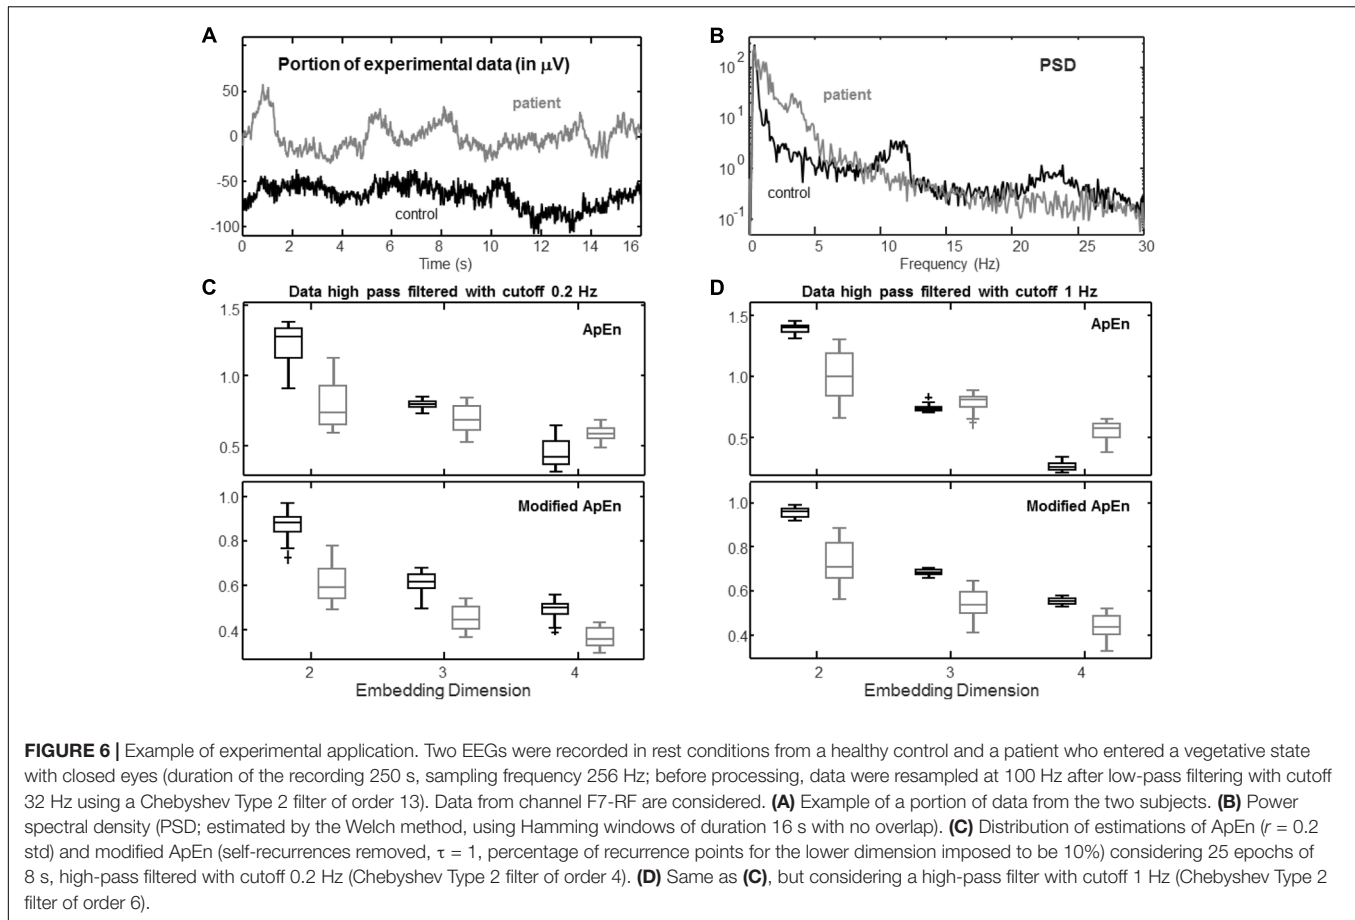 A
Portion of experimental data (in μV)
patient
control
50
0
-50
-100
0 2 4 6 8 10 12 14 16
Time (s)
B
PSD
patient
control
10^2
10^1
10^0
10^-1
0 5 10 15 20 25 30
Frequency (Hz)
C
Data high pass filtered with cutoff 0.2 Hz
ApEn
1.5
1.0
0.5
Modified ApEn
1.0
0.8
0.6
0.4
2 3 4
Embedding Dimension
D
Data high pass filtered with cutoff 1 Hz
ApEn
1.5
1.0
0.5
Modified ApEn
1.0
0.8
0.6
0.4
2 3 4
Embedding Dimension
FIGURE 6 | Example of experimental application. Two EEGs were recorded in rest conditions from a healthy control and a patient who entered a vegetative state
with closed eyes (duration of the recording 250 s, sampling frequency 256 Hz; before processing, data were resampled at 100 Hz after low-pass filtering with cutoff
32 Hz using a Chebyshev Type 2 filter of order 13). Data from channel F7-RF are considered. (A) Example of a portion of data from the two subjects. (B) Power
spectral density (PSD; estimated by the Welch method, using Hamming windows of duration 16 s with no overlap). (C) Distribution of estimations of ApEn (r = 0.2
std) and modified ApEn (self-recurrences removed, τ = 1, percentage of recurrence points for the lower dimension imposed to be 10%) considering 25 epochs of
8 s, high-pass filtered with cutoff 0.2 Hz (Chebyshev Type 2 filter of order 4). (D) Same as (C), but considering a high-pass filter with cutoff 1 Hz (Chebyshev Type 2
filter of order 6).